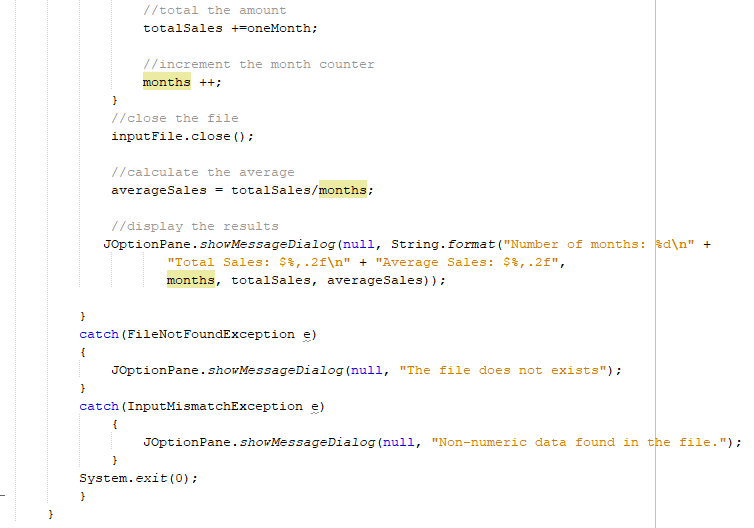 //total the amount
totalSales +=oneMonth;
//increment the month counter
months ++;
}
//close the file
inputFile.close();
//calculate the average
averageSales = totalSales/months;
//display the results
JOptionPane.showMessageDialog(null, String.format("Number of months: %d\n" +
"Total Sales: $%,.2f\n" + "Average Sales: $%,.2f",
months, totalSales, averageSales));
}
catch(FileNotFoundException e)
{
JOptionPane.showMessageDialog(null, "The file does not exists");
}
catch(InputMismatchException e)
{
JOptionPane.showMessageDialog(null, "Non-numeric data found in the file.");
}
System.exit(0);
}
}